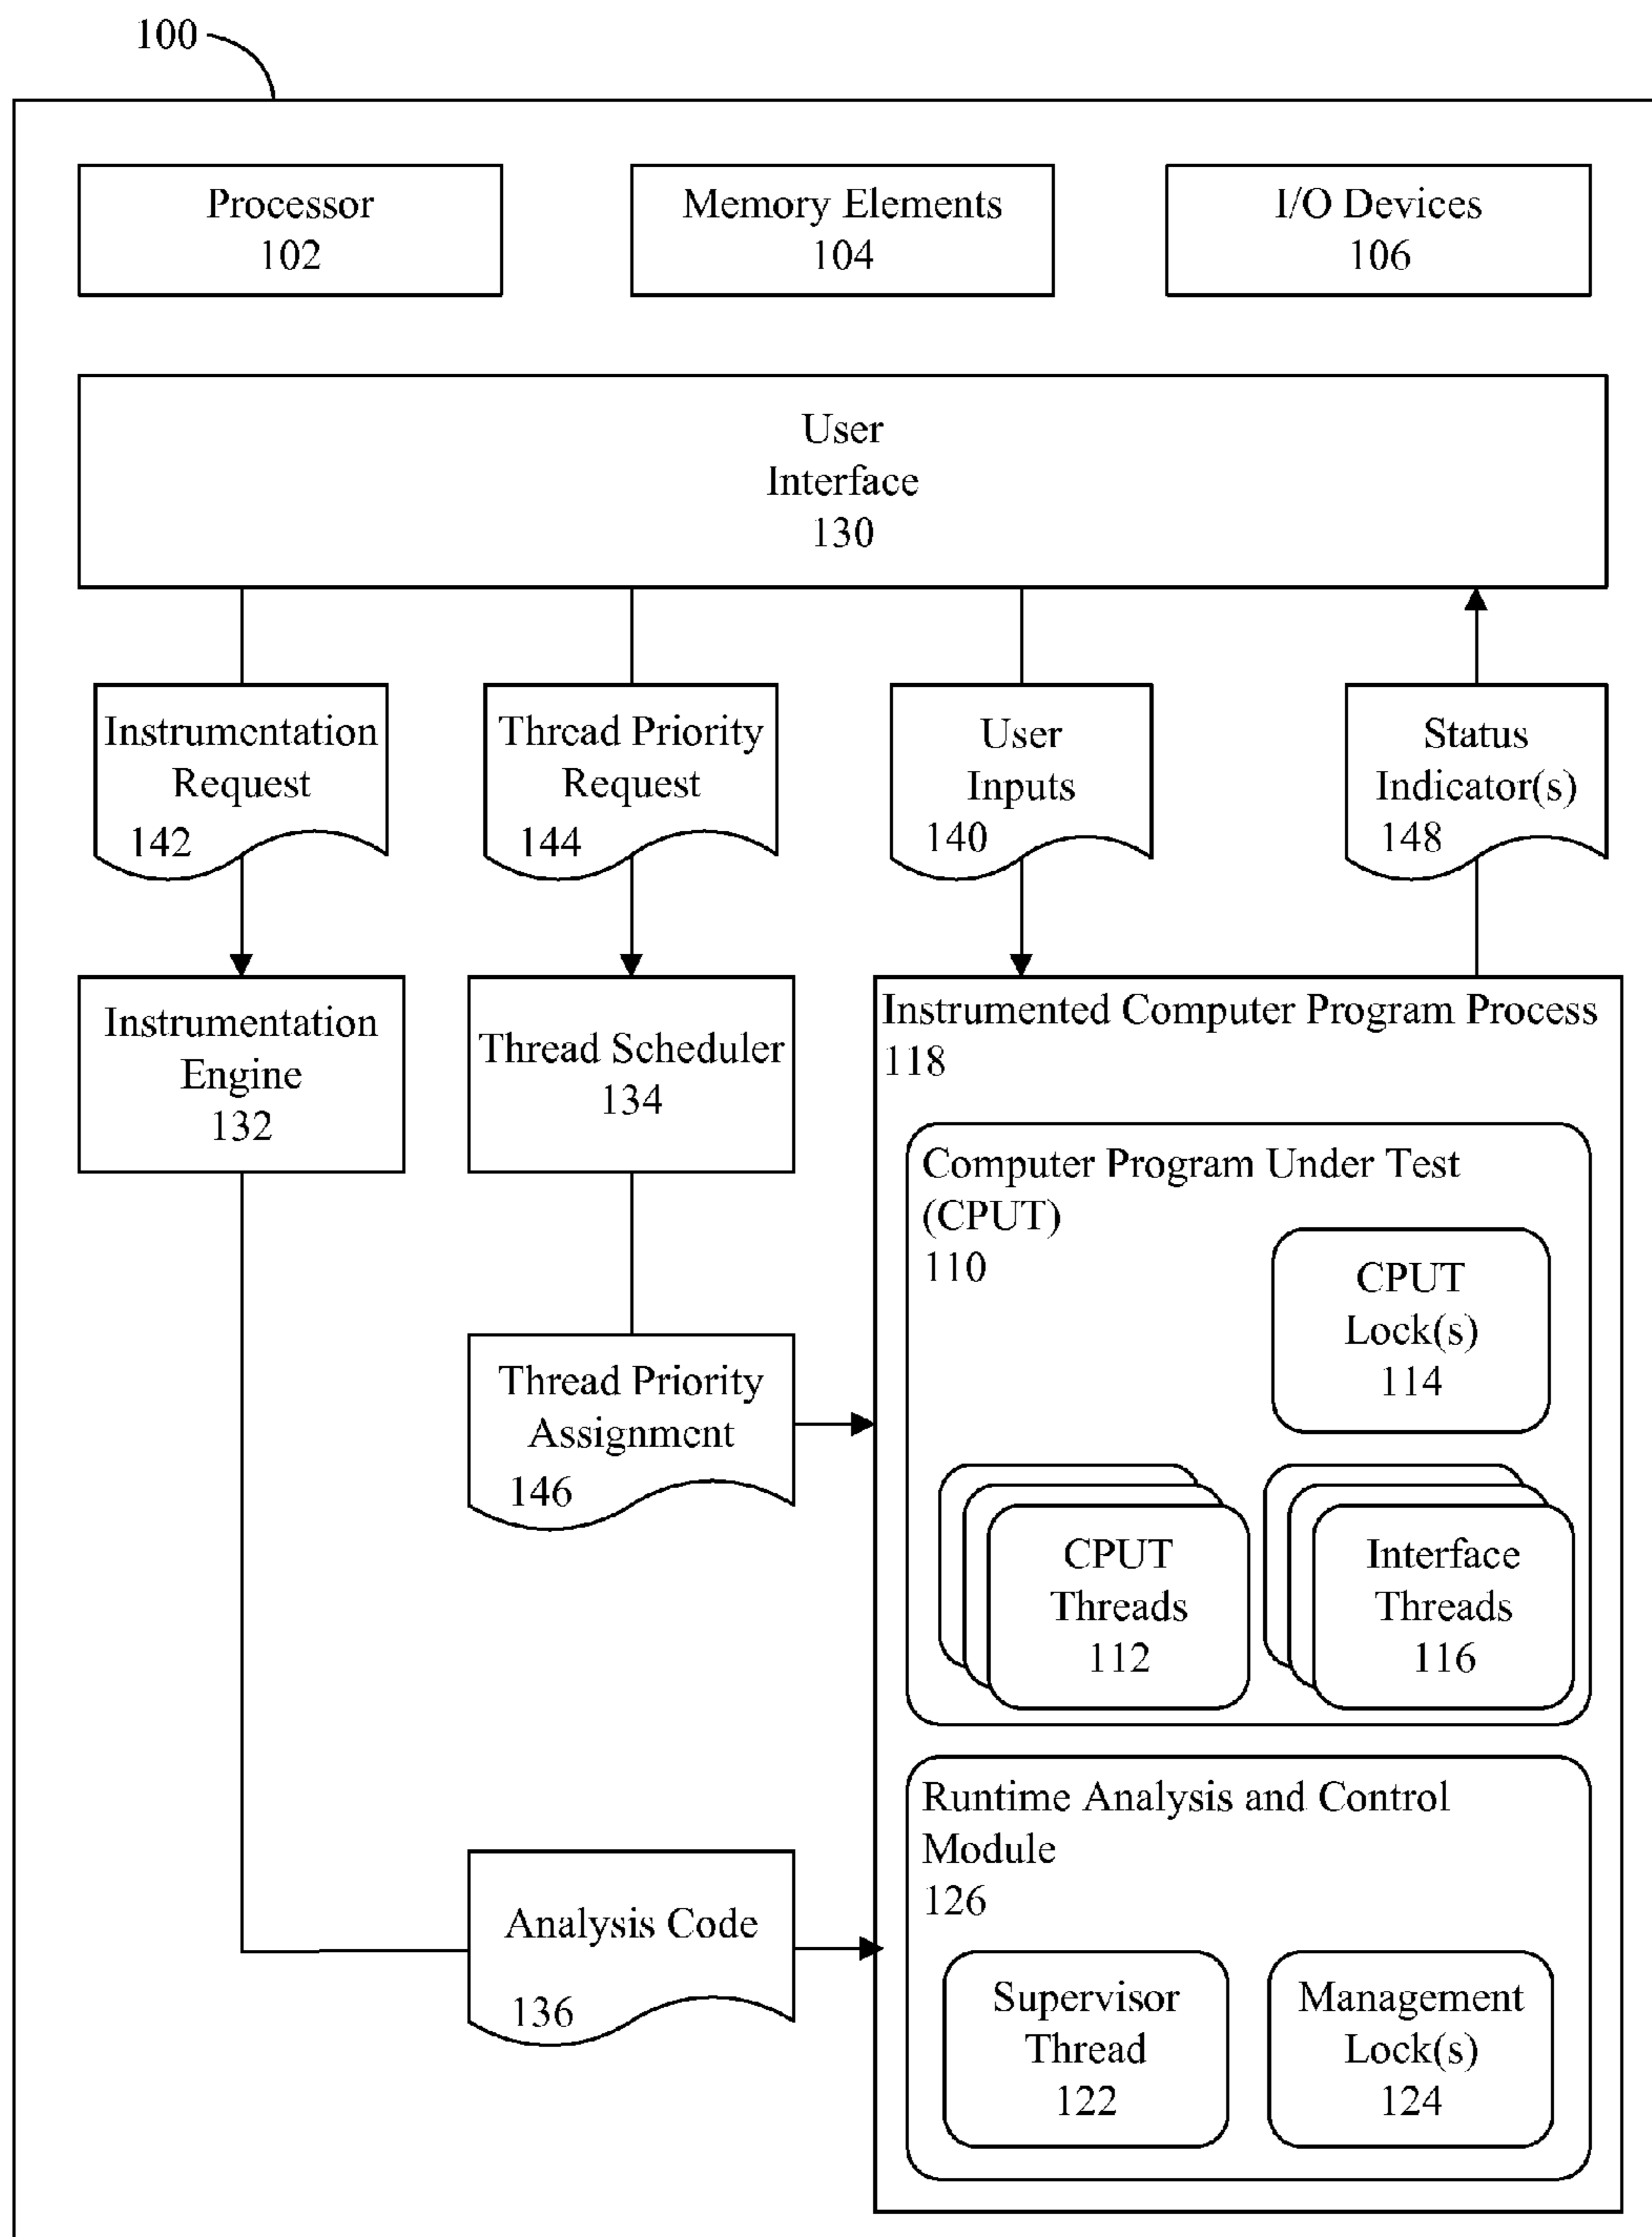 100
Processor
102
Memory Elements
104
I/O Devices
106
User
Interface
130
Instrumentation
Request
142
Thread Priority
Request
144
User
Inputs
140
Status
Indicator(s)
148
Instrumentation
Engine
132
Thread Scheduler
134
Instrumented Computer Program Process
118
Computer Program Under Test
(CPUT)
110
CPUT
Lock(s)
114
Thread Priority
Assignment
146
CPUT
Threads
112
Interface
Threads
116
Runtime Analysis and Control
Module
126
Analysis Code
136
Supervisor
Thread
122
Management
Lock(s)
124